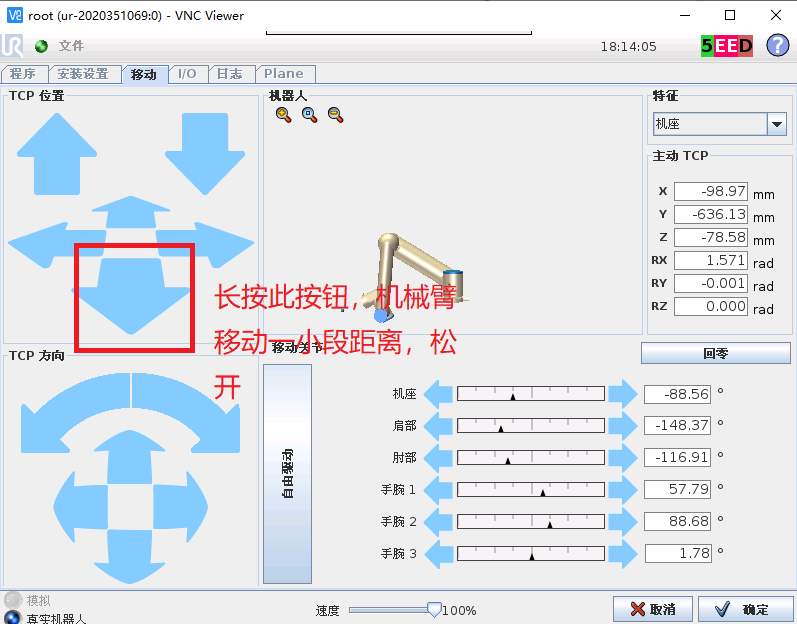 root (ur-2020351069:0) - VNC Viewer
UR 文件 18:14:05 5EED ?
程序 安装设置 移动 I/O 日志 Plane
TCP 位置
机器人
特征
机座
主动 TCP
X -98.97 mm
Y -636.13 mm
Z -78.58 mm
RX 1.571 rad
RY -0.001 rad
RZ 0.000 rad
长按此按钮，机械臂
移动一小段距离，松
开
TCP 方向
移动关节
回零
自由驱动
机座 -88.56 °
肩部 -148.37 °
肘部 -116.91 °
手腕 1 57.79 °
手腕 2 88.68 °
手腕 3 1.78 °
模拟
真实机器人
速度 100%
取消 确定